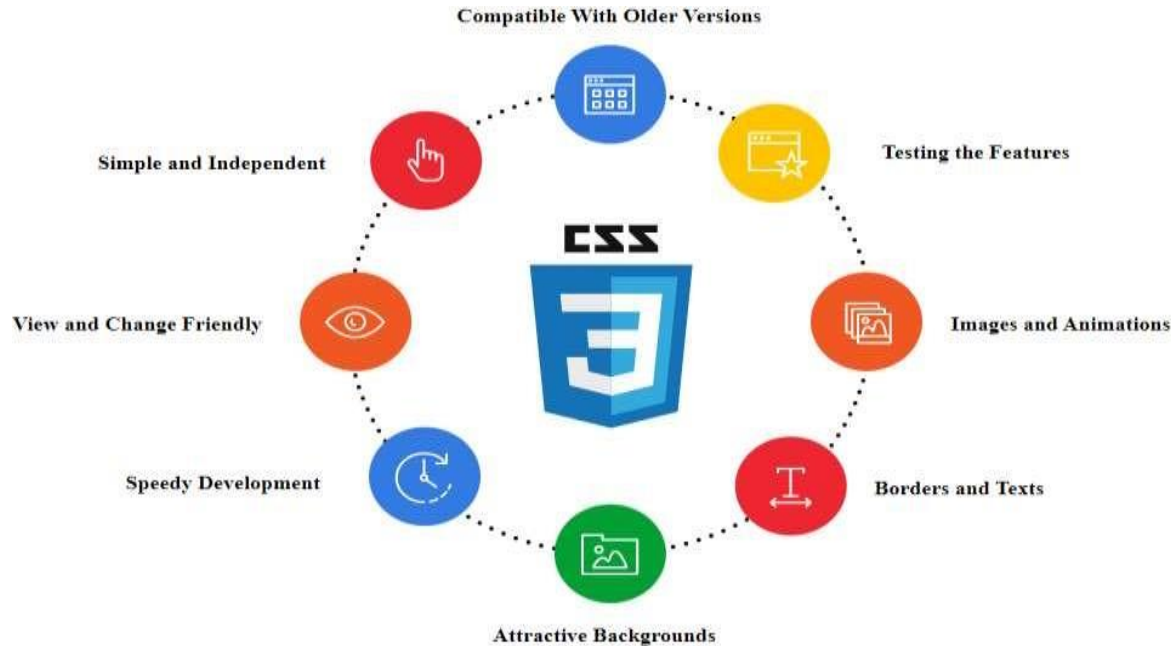 Compatible With Older Versions
Simple and Independent
Testing the Features
CSS
3
View and Change Friendly
Images and Animations
Speedy Development
Borders and Texts
T
Attractive Backgrounds